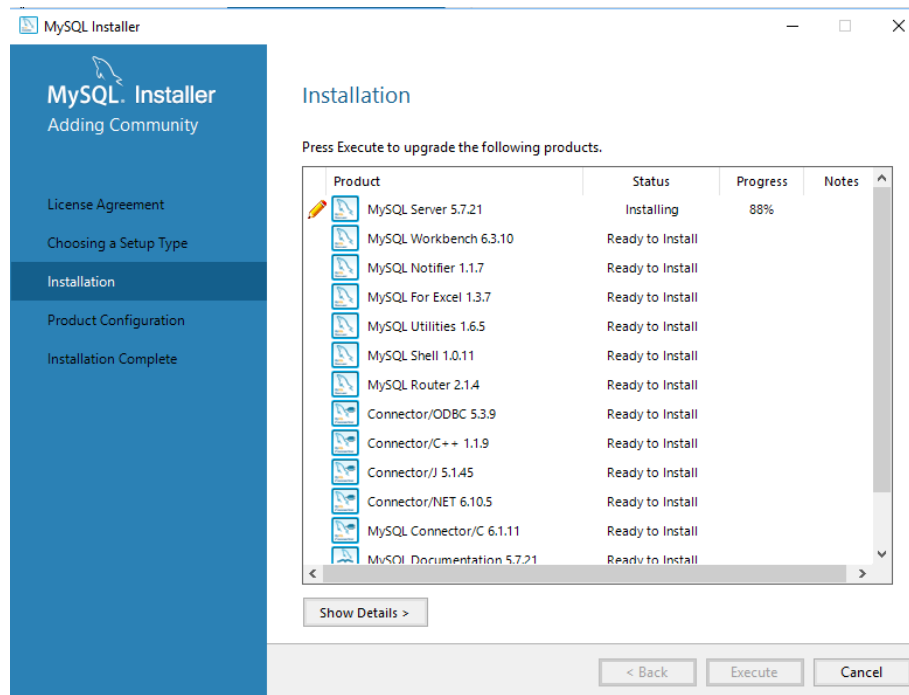 MySQL Installer
MySQL. Installer
Adding Community
License Agreement
Choosing a Setup Type
Installation
Product Configuration
Installation Complete
Installation
Press Execute to upgrade the following products.
Product Status Progress Notes
MySQL Server 5.7.21 Installing 88%
MySQL Workbench 6.3.10 Ready to Install
MySQL Notifier 1.1.7 Ready to Install
MySQL For Excel 1.3.7 Ready to Install
MySQL Utilities 1.6.5 Ready to Install
MySQL Shell 1.0.11 Ready to Install
MySQL Router 2.1.4 Ready to Install
Connector/ODBC 5.3.9 Ready to Install
Connector/C++ 1.1.9 Ready to Install
Connector/J 5.1.45 Ready to Install
Connector/NET 6.10.5 Ready to Install
MySQL Connector/C 6.1.11 Ready to Install
MySQL Documentation 5.7.21 Ready to Install
Show Details >
< Back Execute Cancel